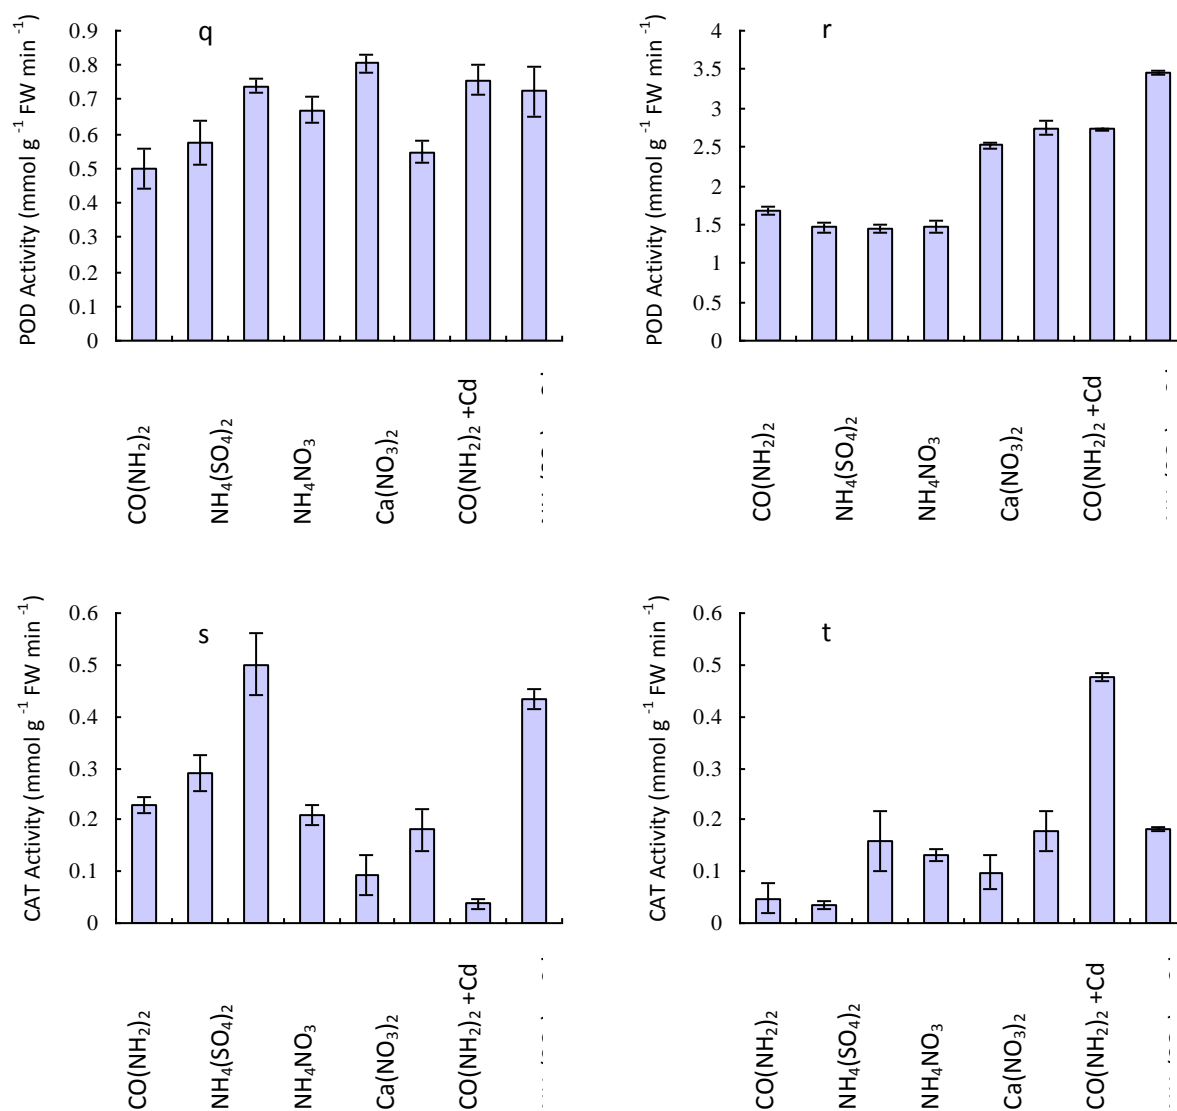 q
POD Activity (mmol g ⁻¹ FW min ⁻¹)
0.9
0.8
0.7
0.6
0.5
0.4
0.3
0.2
0.1
0
CO(NH₂)₂
NH₄(SO₄)₂
NH₄NO₃
Ca(NO₃)₂
CO(NH₂)₂ +Cd
r
POD Activity (mmol g ⁻¹ FW min ⁻¹)
4
3.5
3
2.5
2
1.5
1
0.5
0
CO(NH₂)₂
NH₄(SO₄)₂
NH₄NO₃
Ca(NO₃)₂
CO(NH₂)₂ +Cd
s
CAT Activity (mmol g ⁻¹ FW min ⁻¹)
0.6
0.5
0.4
0.3
0.2
0.1
0
CO(NH₂)₂
NH₄(SO₄)₂
NH₄NO₃
Ca(NO₃)₂
CO(NH₂)₂ +Cd
t
CAT Activity (mmol g ⁻¹ FW min ⁻¹)
0.6
0.5
0.4
0.3
0.2
0.1
0
CO(NH₂)₂
NH₄(SO₄)₂
NH₄NO₃
Ca(NO₃)₂
CO(NH₂)₂ +Cd